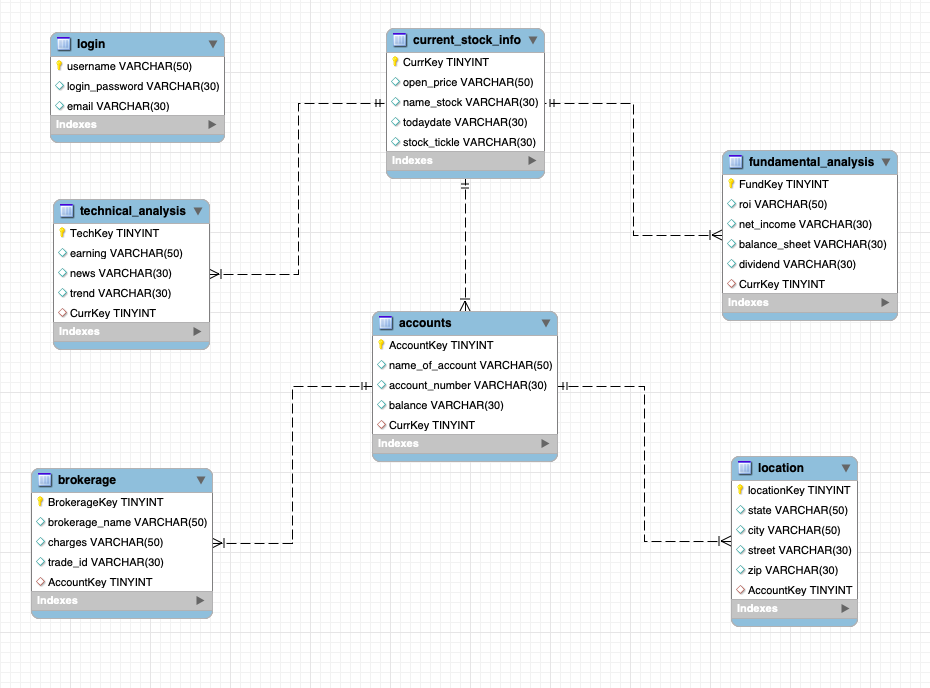 login
username VARCHAR(50)
login_password VARCHAR(30)
email VARCHAR(30)
Indexes
current_stock_info
CurrKey TINYINT
open_price VARCHAR(50)
name_stock VARCHAR(30)
todaydate VARCHAR(30)
stock_tickle VARCHAR(30)
Indexes
technical_analysis
TechKey TINYINT
earning VARCHAR(50)
news VARCHAR(30)
trend VARCHAR(30)
CurrKey TINYINT
Indexes
fundamental_analysis
FundKey TINYINT
roi VARCHAR(50)
net_income VARCHAR(30)
balance_sheet VARCHAR(30)
dividend VARCHAR(30)
CurrKey TINYINT
Indexes
accounts
AccountKey TINYINT
name_of_account VARCHAR(50)
account_number VARCHAR(30)
balance VARCHAR(30)
CurrKey TINYINT
Indexes
brokerage
BrokerageKey TINYINT
brokerage_name VARCHAR(50)
charges VARCHAR(50)
trade_id VARCHAR(30)
AccountKey TINYINT
Indexes
location
locationKey TINYINT
state VARCHAR(50)
city VARCHAR(50)
street VARCHAR(30)
zip VARCHAR(30)
AccountKey TINYINT
Indexes